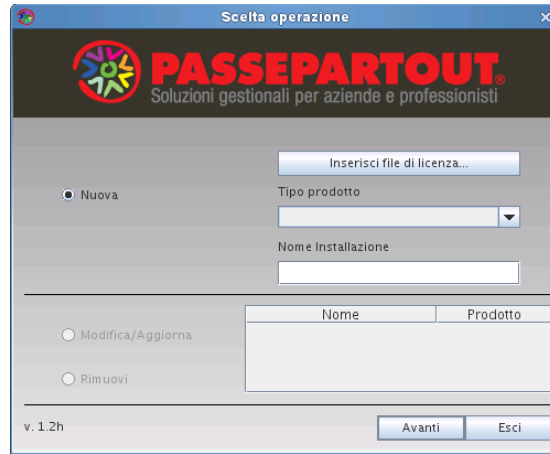 Scelta operazione
PASSEPARTOUT®
Soluzioni gestionali per aziende e professionisti
Inserisci file di licenza...
Nuova
Tipo prodotto
Nome Installazione
Nome Prodotto
Modifica/Aggiorna
Rimuovi
v. 1.2h
Avanti Esci